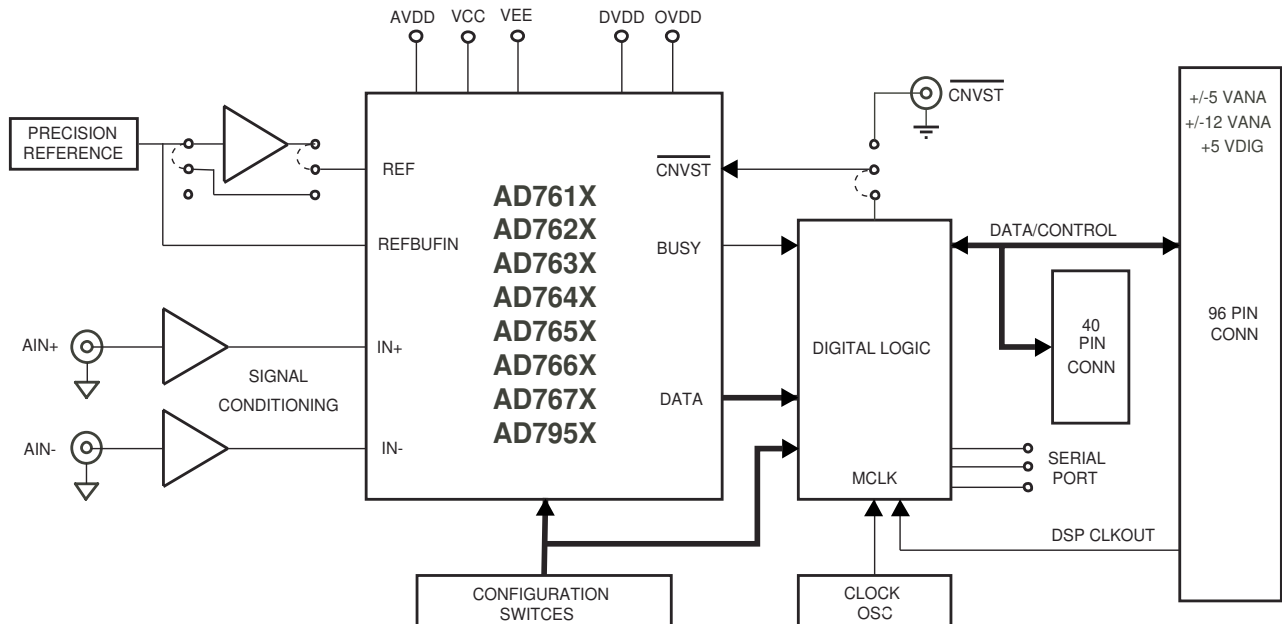 AVDD VCC VEE DVDD OVDD
CNVST
+/-5 VANA
+/-12 VANA
+5 VDIG
PRECISION
REFERENCE
REF
CNVST
AD761X
AD762X
AD763X
AD764X
AD765X
AD766X
AD767X
AD795X
REFBUFIN
BUSY
DATA/CONTROL
AIN+
IN+
SIGNAL
CONDITIONING
DIGITAL LOGIC
40
PIN
CONN
96 PIN
CONN
DATA
AIN-
IN-
MCLK
SERIAL
PORT
DSP CLKOUT
CONFIGURATION
SWITCES
CLOCK
OSC